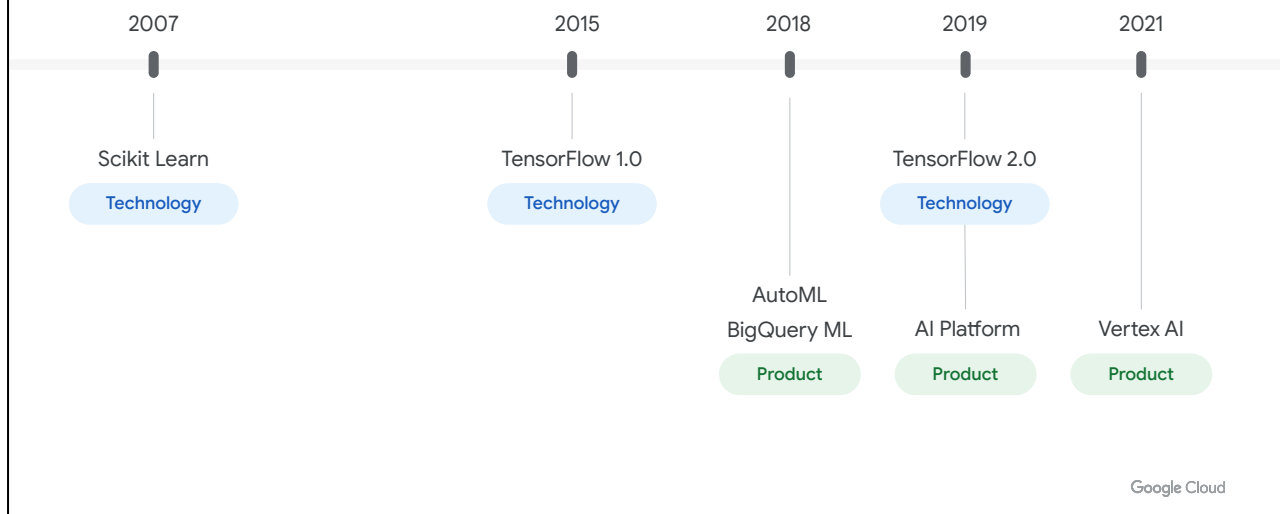 2007
2015
2018
2019
2021
Scikit Learn
Technology
TensorFlow 1.0
Technology
TensorFlow 2.0
Technology
AutoML
BigQuery ML
Product
AI Platform
Product
Vertex AI
Product
Google Cloud